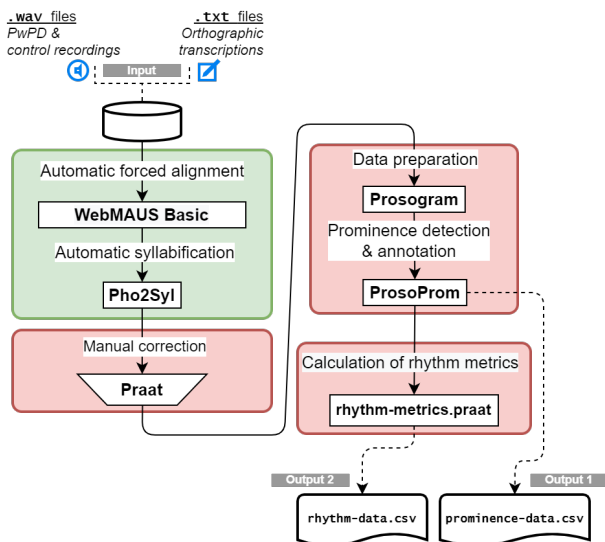 .wav files
PwPD &
control recordings
.txt files
Orthographic
transcriptions
Input
Automatic forced alignment
WebMAUS Basic
Automatic syllabification
Pho2Syl
Manual correction
Praat
Data preparation
Prosogram
Prominence detection
& annotation
ProsoProm
Calculation of rhythm metrics
rhythm-metrics.praat
Output 2
Output 1
rhythm-data.csv
prominence-data.csv